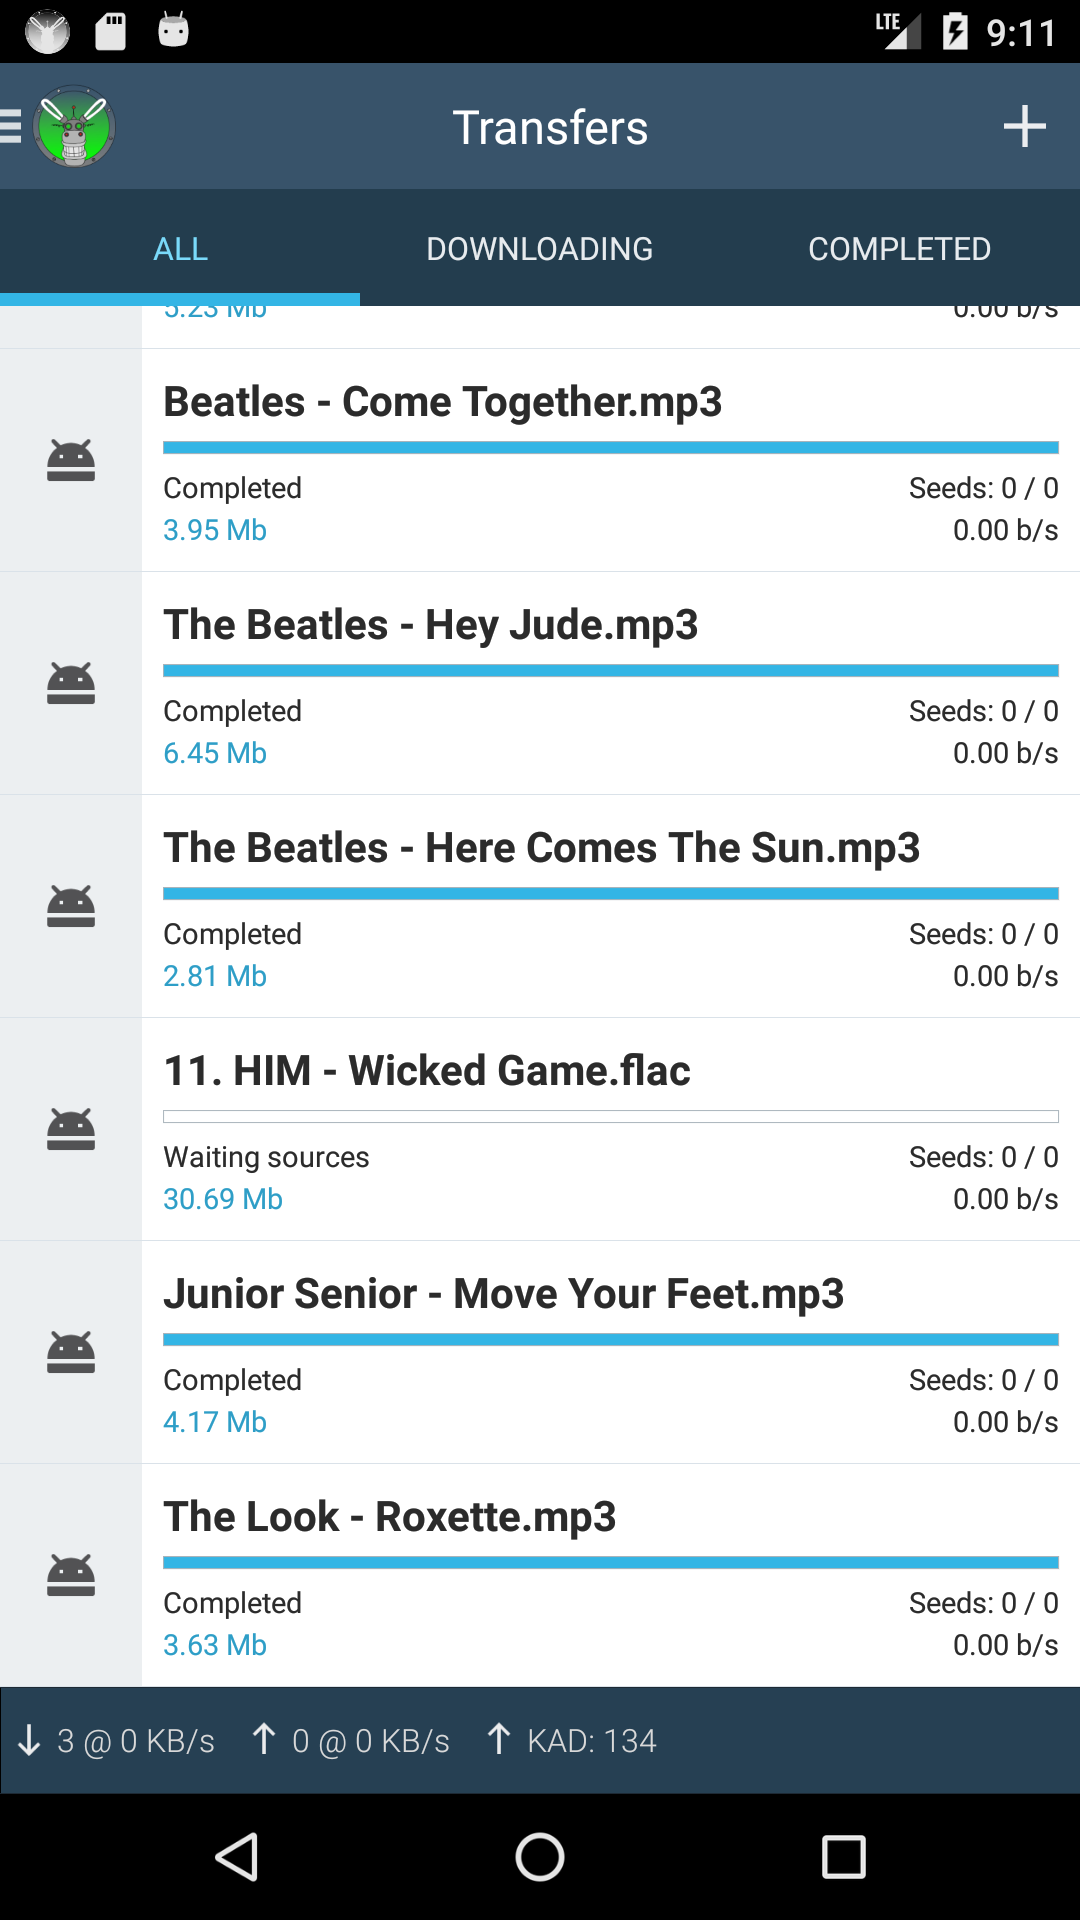 LTE 9:11
Transfers
ALL DOWNLOADING COMPLETED
5.23 Mb 0.00 b/s
Beatles - Come Together.mp3
Completed Seeds: 0 / 0
3.95 Mb 0.00 b/s
The Beatles - Hey Jude.mp3
Completed Seeds: 0 / 0
6.45 Mb 0.00 b/s
The Beatles - Here Comes The Sun.mp3
Completed Seeds: 0 / 0
2.81 Mb 0.00 b/s
11. HIM - Wicked Game.flac
Waiting sources Seeds: 0 / 0
30.69 Mb 0.00 b/s
Junior Senior - Move Your Feet.mp3
Completed Seeds: 0 / 0
4.17 Mb 0.00 b/s
The Look - Roxette.mp3
Completed Seeds: 0 / 0
3.63 Mb 0.00 b/s
3 @ 0 KB/s 0 @ 0 KB/s KAD: 134